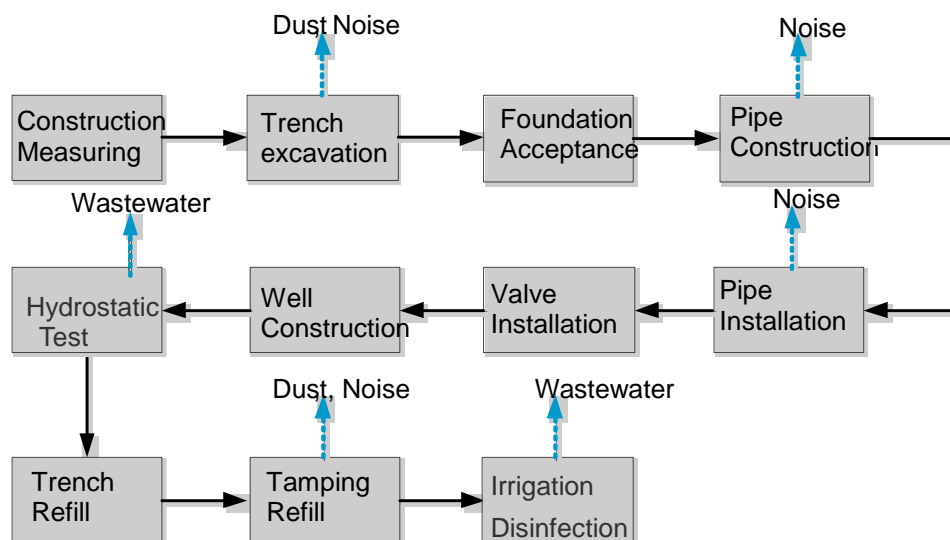 Dust Noise
Noise
Construction
Measuring
Trench
excavation
Foundation
Acceptance
Pipe
Construction
Wastewater
Noise
Hydrostatic
Test
Well
Construction
Valve
Installation
Pipe
Installation
Dust, Noise
Wastewater
Trench
Refill
Tamping
Refill
Irrigation
Disinfection